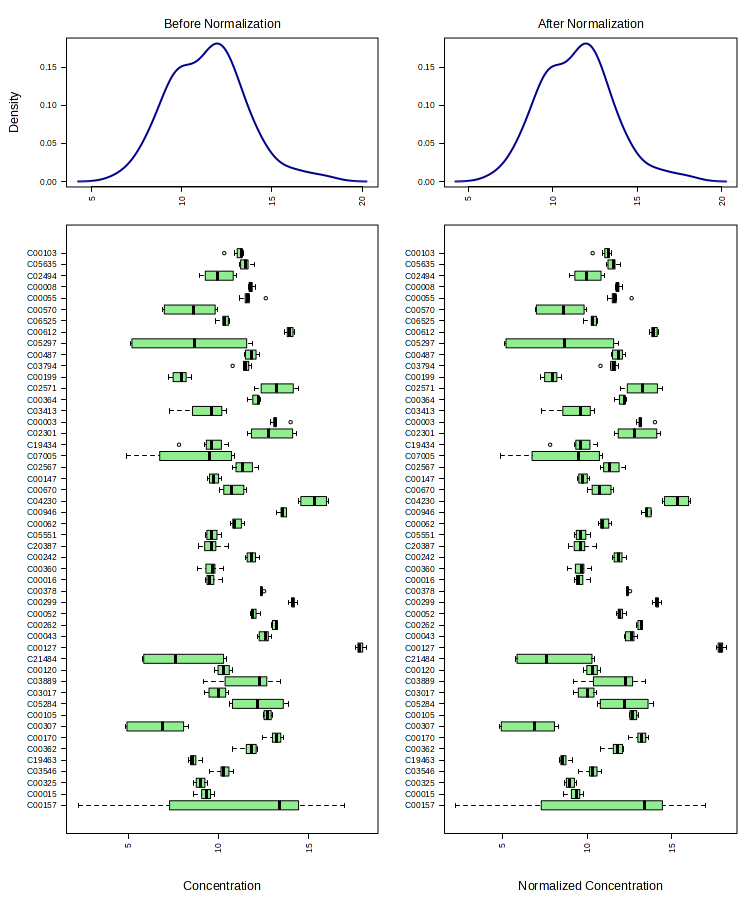 Before Normalization
After Normalization
Density
0.15
0.10
0.05
0.00
5
10
15
20
0.15
0.10
0.05
0.00
5
10
15
20
C00103
C05635
C02494
C00008
C00055
C00570
C06525
C00612
C05297
C00487
C03794
C00199
C02571
C00364
C03413
C00003
C02301
C19434
C07005
C02567
C00147
C00670
C04230
C00946
C00062
C05551
C20387
C00242
C00360
C00016
C00378
C00299
C00052
C00262
C00043
C00127
C21484
C00120
C03889
C03017
C05284
C00105
C00307
C00170
C00362
C19463
C03546
C00325
C00015
C00157
5
10
15
Concentration
C00103
C05635
C02494
C00008
C00055
C00570
C06525
C00612
C05297
C00487
C03794
C00199
C02571
C00364
C03413
C00003
C02301
C19434
C07005
C02567
C00147
C00670
C04230
C00946
C00062
C05551
C20387
C00242
C00360
C00016
C00378
C00299
C00052
C00262
C00043
C00127
C21484
C00120
C03889
C03017
C05284
C00105
C00307
C00170
C00362
C19463
C03546
C00325
C00015
C00157
5
10
15
Normalized Concentration